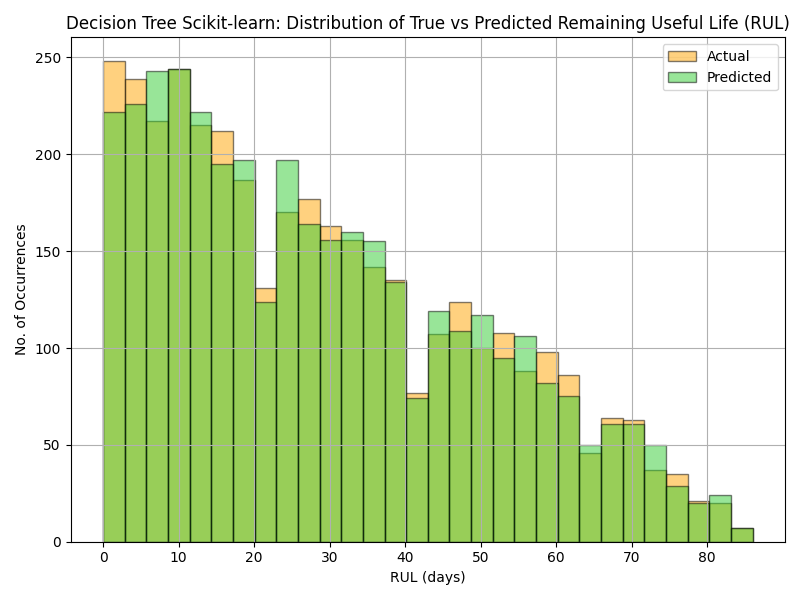 Decision Tree Scikit-learn: Distribution of True vs Predicted Remaining Useful Life (RUL)
Actual
Predicted
No. of Occurrences
250
200
150
100
50
0
0 10 20 30 40 50 60 70 80
RUL (days)